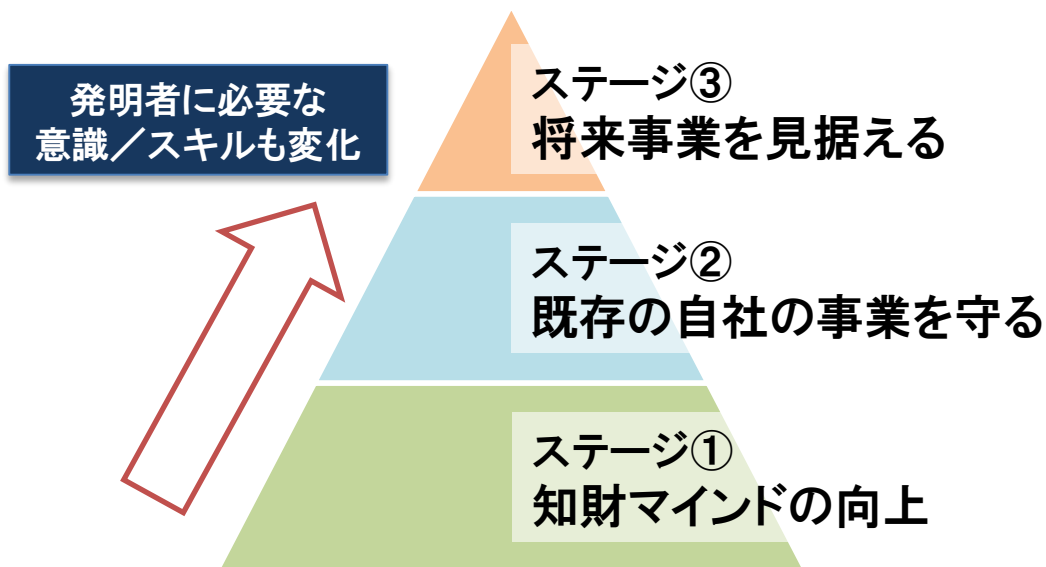 発明者に必要な
意識／スキルも変化
ステージ③
将来事業を見据える
ステージ②
既存の自社の事業を守る
ステージ①
知財マインドの向上